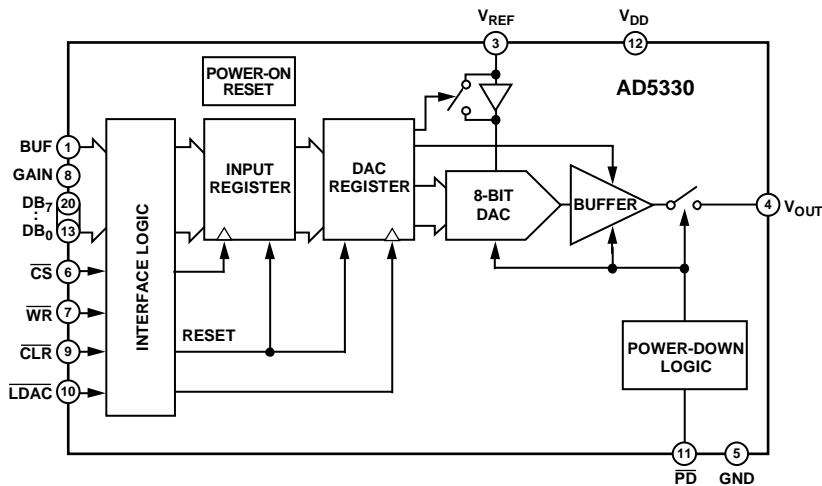 VREF
VDD
3
12
POWER-ON
RESET
AD5330
BUF
1
GAIN
8
DB7
20
:
DB0
13
CS
6
WR
7
CLR
9
LDAC
10
INTERFACE LOGIC
INPUT
REGISTER
DAC
REGISTER
8-BIT
DAC
BUFFER
4
VOUT
RESET
POWER-DOWN
LOGIC
11
5
PD
GND